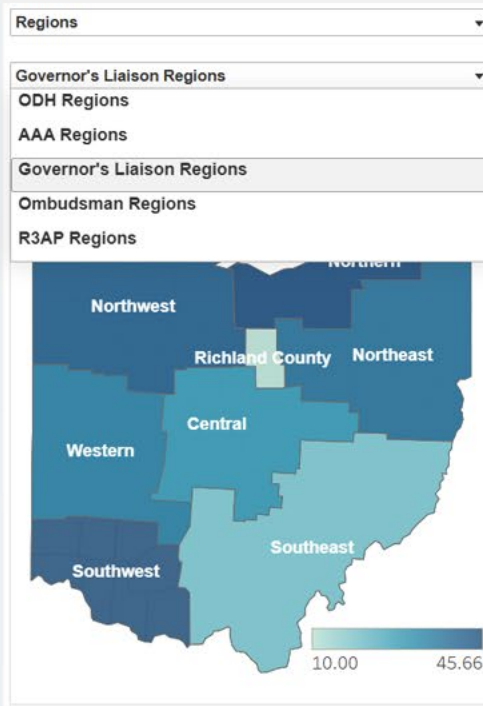 Regions
Governor's Liaison Regions
ODH Regions
AAA Regions
Governor's Liaison Regions
Ombudsman Regions
R3AP Regions
Northern
Northwest
Richland County
Northeast
Central
Western
Southeast
Southwest
10.00
45.66